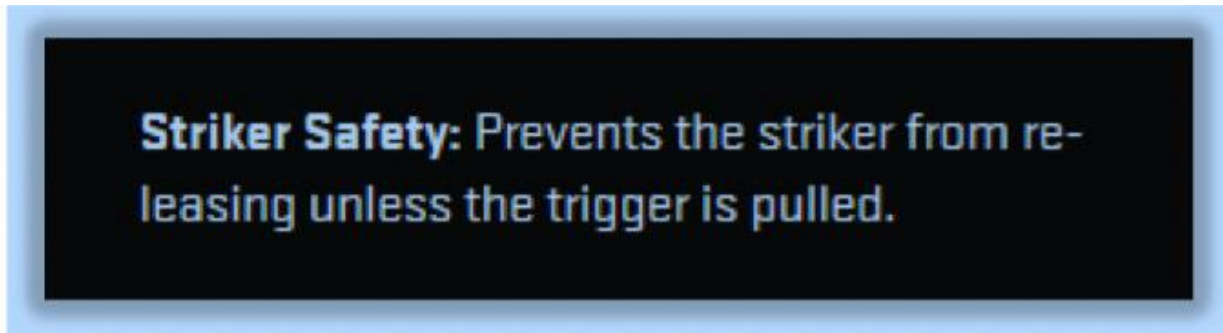 Striker Safety: Prevents the striker from re-
leasing unless the trigger is pulled.